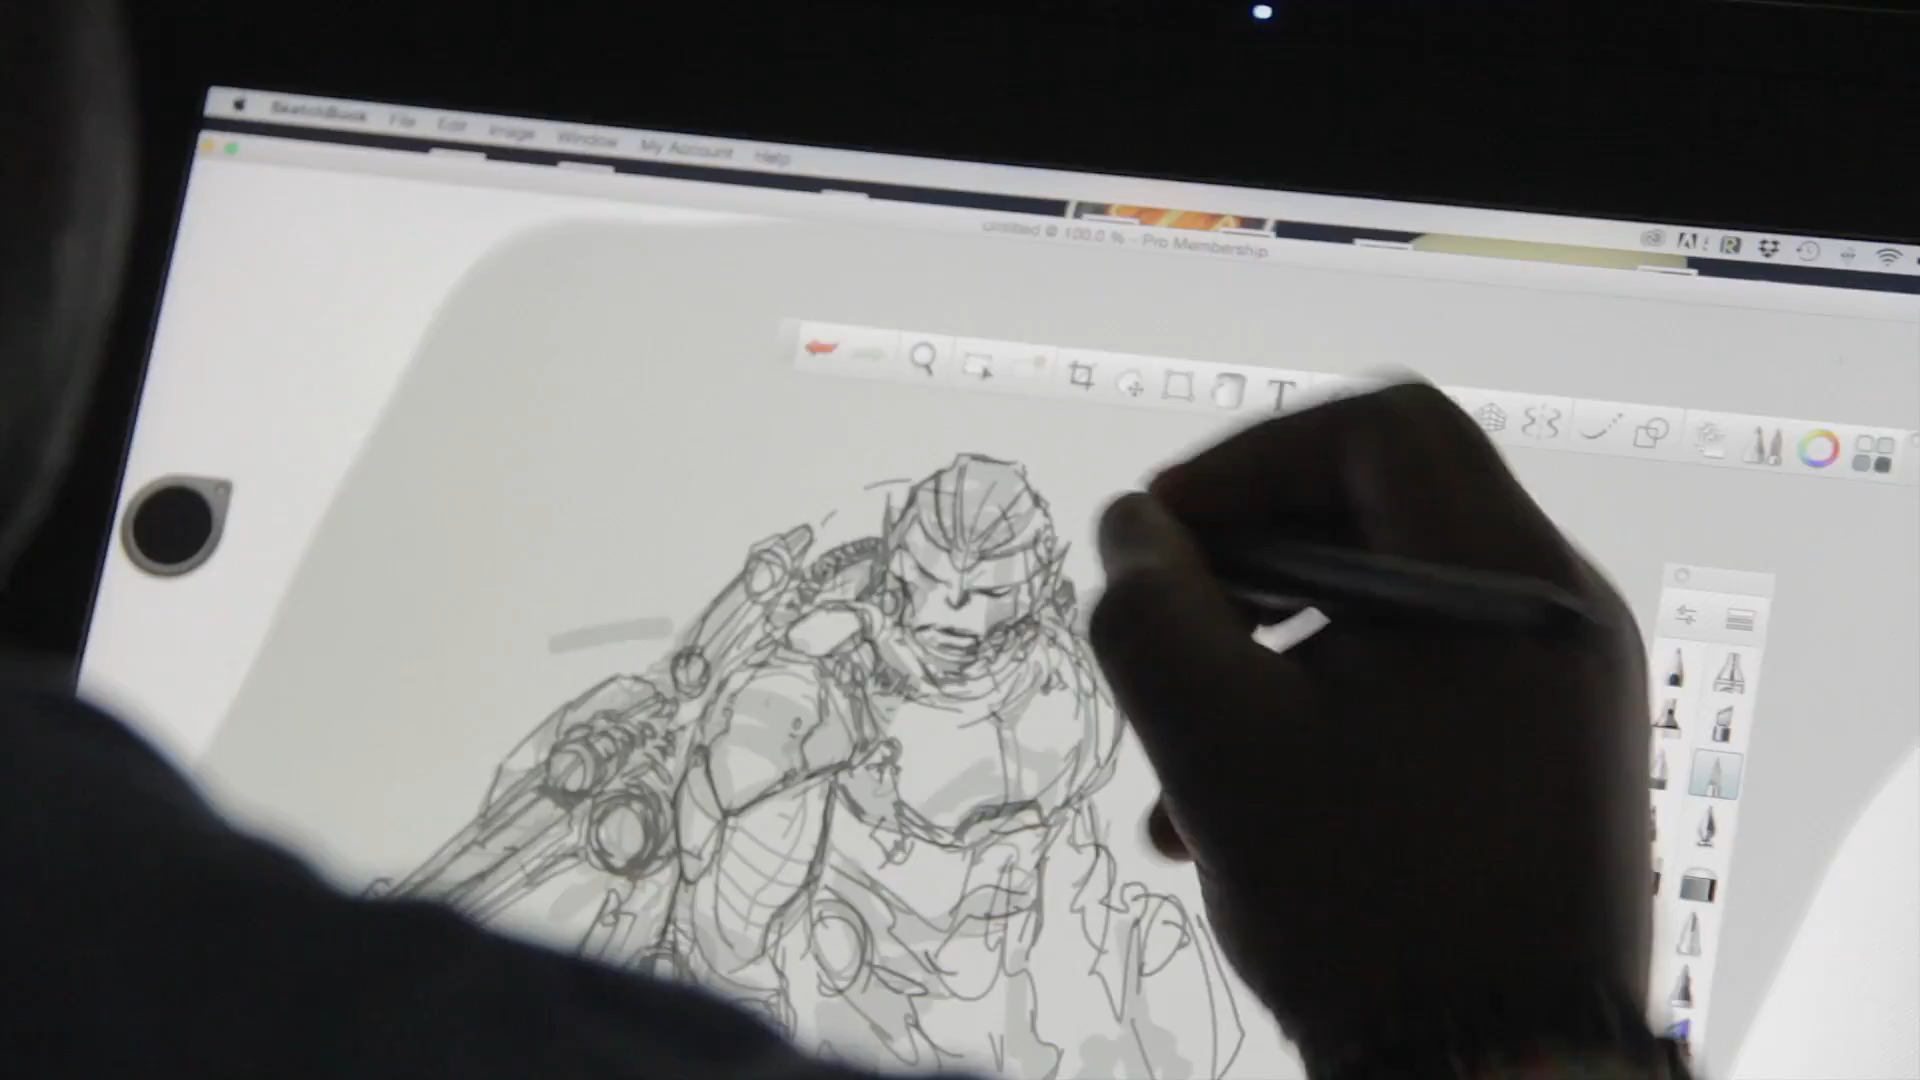 SketchBook File Edit Image Window My Account Help
Untitled @ 100.0 % - Pro Membership
T